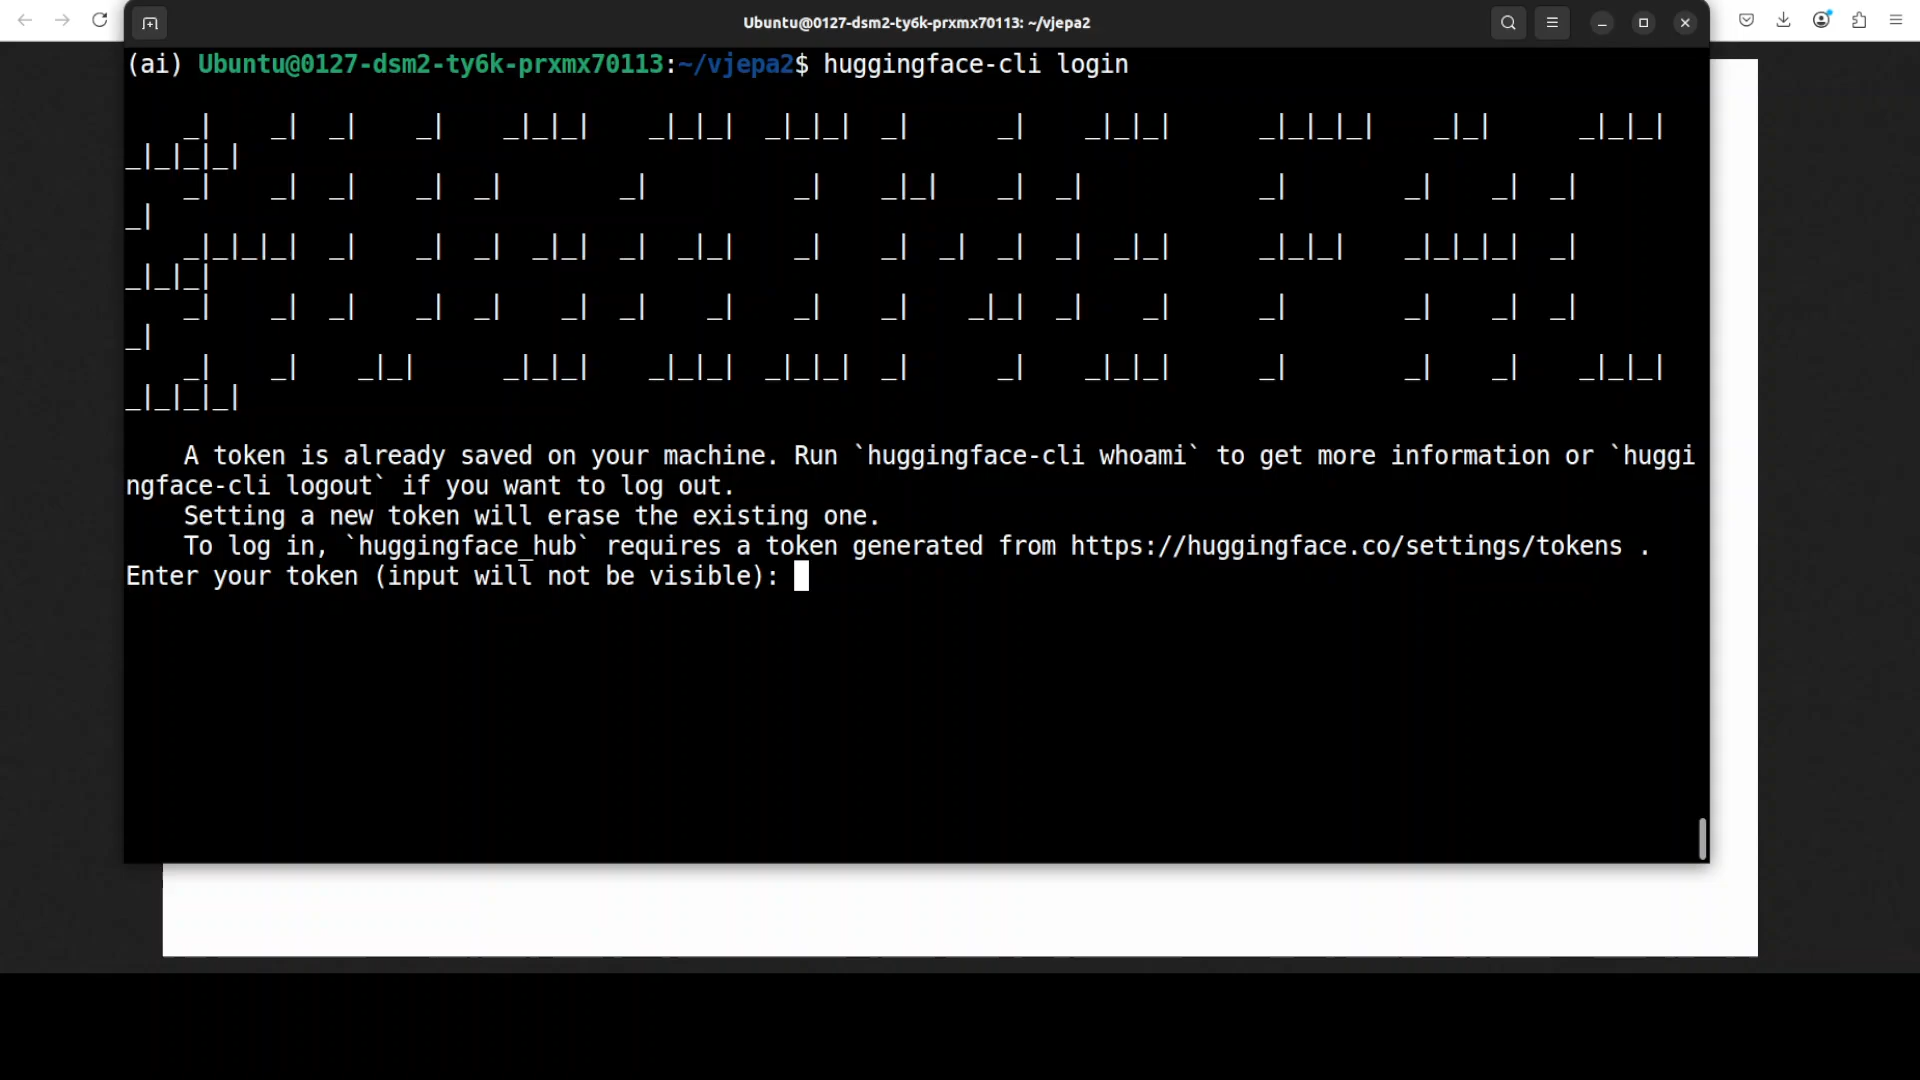 Ubuntu@0127-dsm2-ty6k-prxmx70113: ~/vjepa2
(ai) Ubuntu@0127-dsm2-ty6k-prxmx70113:~/vjepa2$ huggingface-cli login
    _|    _|  _|    _|    _|_|_|    _|_|_|  _|_|_|  _|      _|    _|_|_|      _|_|_|_|    _|_|      _|_|_|
_|_|_|_|
    _|    _|  _|    _|  _|        _|          _|    _|_|    _|  _|            _|        _|    _|  _|
_|
    _|_|_|_|  _|    _|  _|  _|_|  _|  _|_|    _|    _|  _|  _|  _|  _|_|      _|_|_|    _|_|_|_|  _|
_|_|_|
    _|    _|  _|    _|  _|    _|  _|    _|    _|    _|    _|_|  _|    _|      _|        _|    _|  _|
_|
    _|    _|    _|_|      _|_|_|    _|_|_|  _|_|_|  _|      _|    _|_|_|      _|        _|    _|    _|_|_|
_|_|_|_|
    A token is already saved on your machine. Run `huggingface-cli whoami` to get more information or `huggi
ngface-cli logout` if you want to log out.
    Setting a new token will erase the existing one.
    To log in, `huggingface_hub` requires a token generated from https://huggingface.co/settings/tokens .
Enter your token (input will not be visible):